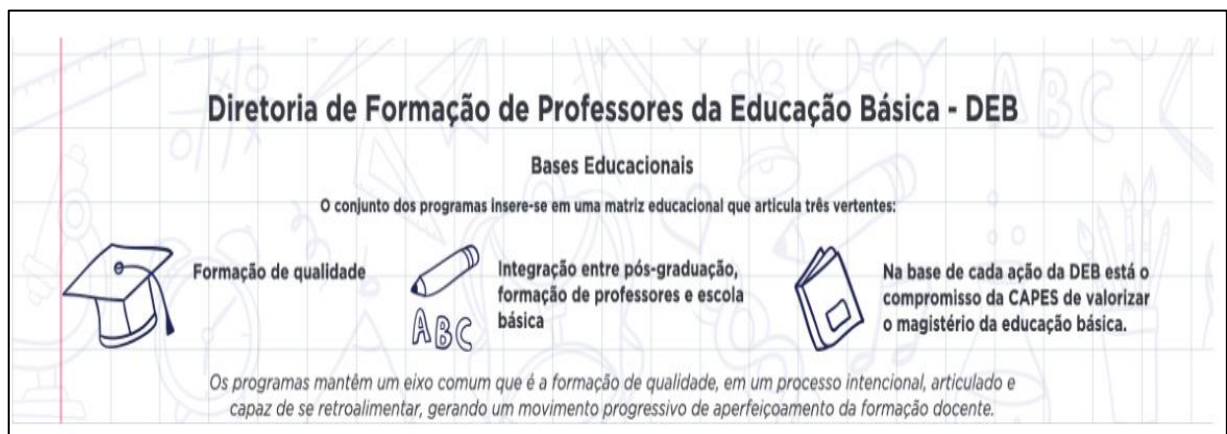 Diretoria de Formação de Professores da Educação Básica - DEB
Bases Educacionais
O conjunto dos programas insere-se em uma matriz educacional que articula três vertentes:
Formação de qualidade
Integração entre pós-graduação,
formação de professores e escola
básica
ABC
Na base de cada ação da DEB está o
compromisso da CAPES de valorizar
o magistério da educação básica.
Os programas mantêm um eixo comum que é a formação de qualidade, em um processo intencional, articulado e
capaz de se retroalimentar, gerando um movimento progressivo de aperfeiçoamento da formação docente.
ABC